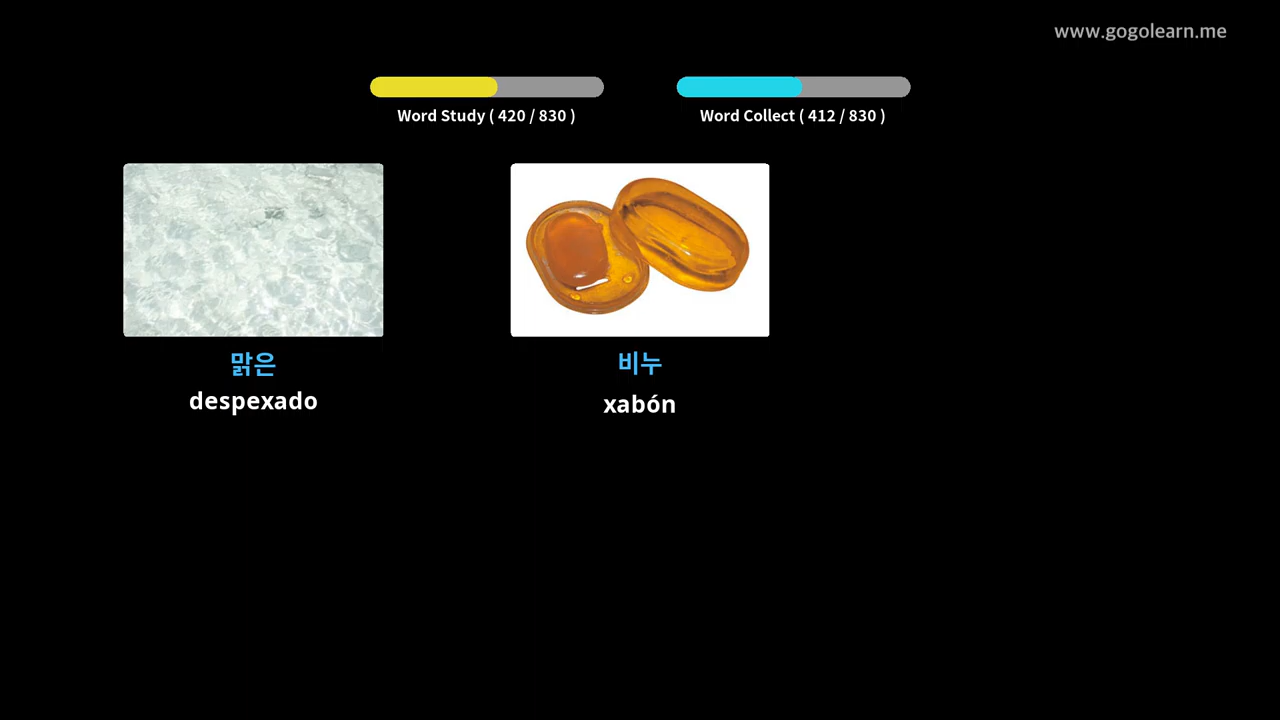 www.gogolearn.me
Word Study ( 420 / 830 )
Word Collect ( 412 / 830 )
맑은
despexado
비누
xabón